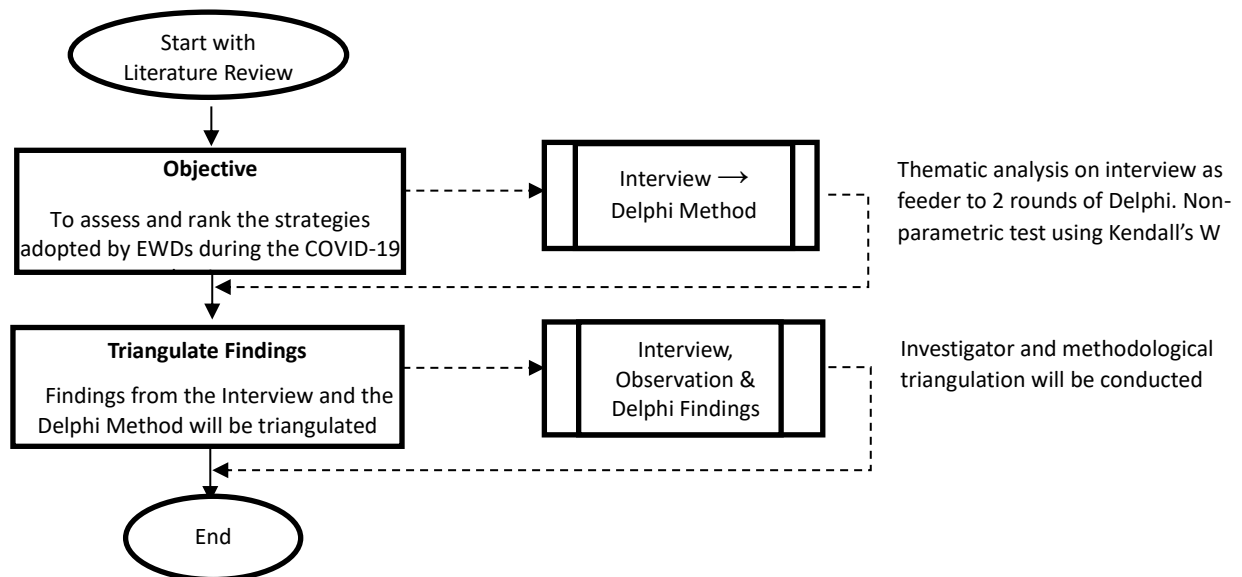 Start with
Literature Review
Objective
To assess and rank the strategies
adopted by EWDs during the COVID-19
Interview →
Delphi Method
Thematic analysis on interview as
feeder to 2 rounds of Delphi. Non-
parametric test using Kendall’s W
Triangulate Findings
Findings from the Interview and the
Delphi Method will be triangulated
Interview,
Observation &
Delphi Findings
Investigator and methodological
triangulation will be conducted
End